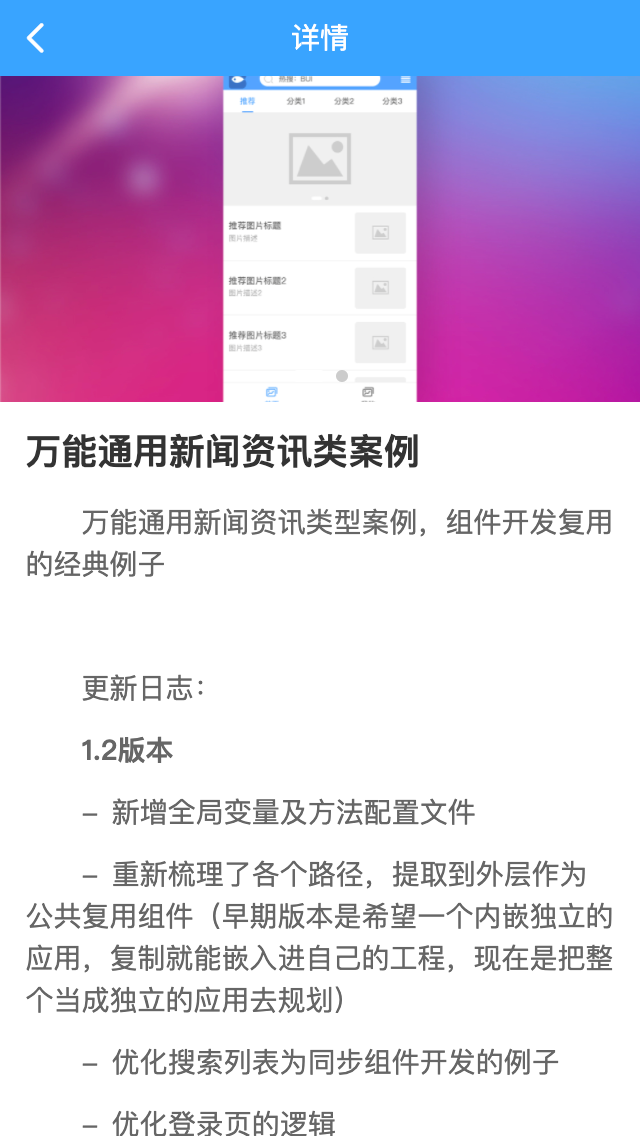 详情
热搜：BUI
推荐 分类1 分类2 分类3
推荐图片标题
图片描述
推荐图片标题2
图片描述2
推荐图片标题3
图片描述3
万能通用新闻资讯类案例
万能通用新闻资讯类型案例，组件开发复用
的经典例子
更新日志：
1.2版本
– 新增全局变量及方法配置文件
– 重新梳理了各个路径，提取到外层作为
公共复用组件（早期版本是希望一个内嵌独立的
应用，复制就能嵌入进自己的工程，现在是把整
个当成独立的应用去规划）
– 优化搜索列表为同步组件开发的例子
– 优化登录页的逻辑